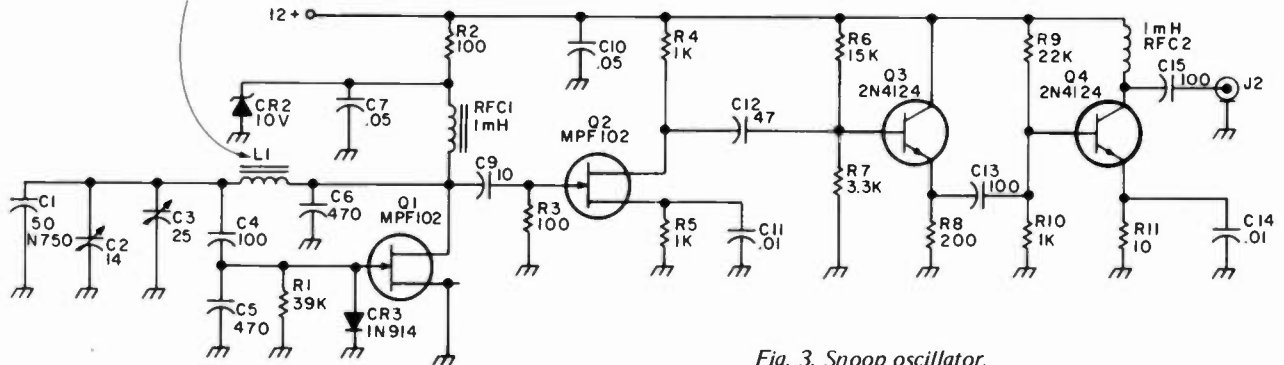 12+
R2
100
C10
.05
R4
1K
R6
15K
Q3
2N4124
R9
22K
Q4
2N4124
1mH
RFC2
C15
100
J2
CR2
10V
C7
.05
RFC1
1mH
Q2
MPF102
C12
47
L1
C9
10
C1
50
N750
C2
14
C3
25
C4
100
C6
470
Q1
MPF102
R3
100
R5
1K
C11
.01
R7
3.3K
C13
100
R8
200
R10
1K
R11
10
C14
.01
C5
470
R1
39K
CR3
1N914
Fig. 3. Snoop oscillator.